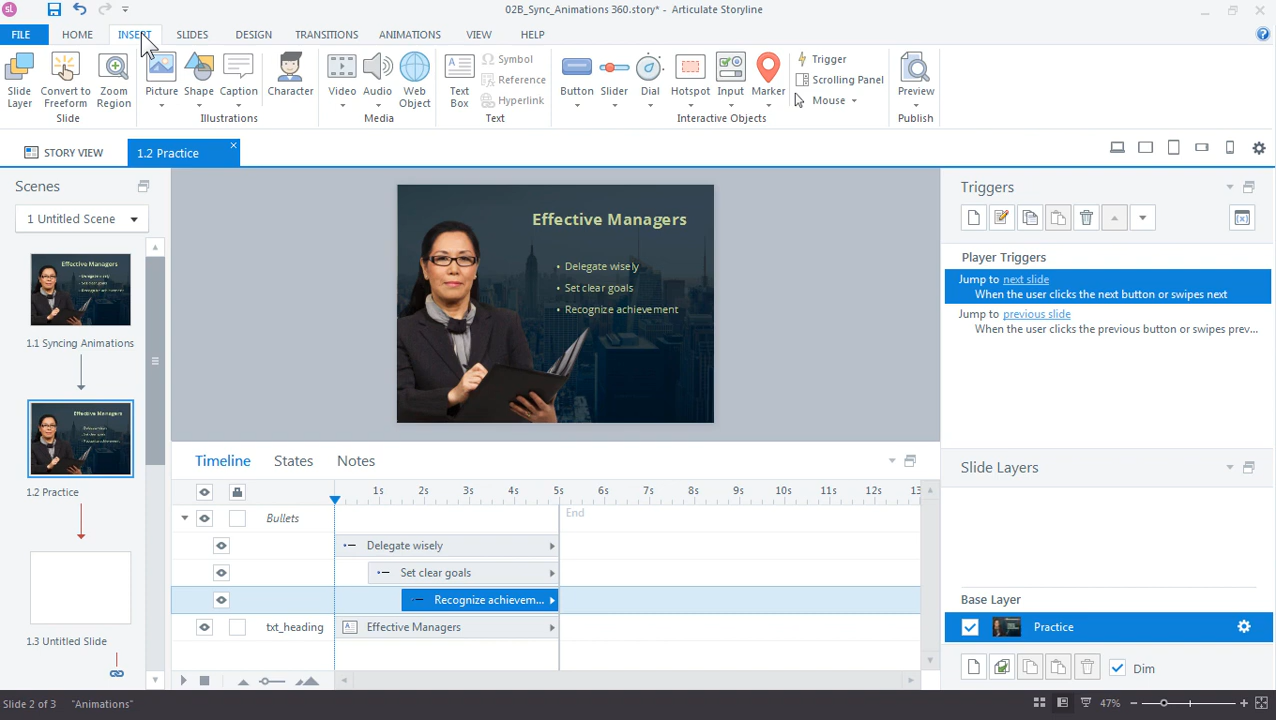 sl
02B_Sync_Animations 360.story* - Articulate Storyline
FILE HOME INSERT SLIDES DESIGN TRANSITIONS ANIMATIONS VIEW HELP
Slide Layer
Convert to Freeform
Zoom Region
Slide
Picture
Shape
Caption
Character
Illustrations
Video
Audio
Web Object
Media
Text Box
Symbol
Reference
Hyperlink
Text
Button
Slider
Dial
Hotspot
Input
Marker
Trigger
Scrolling Panel
Mouse
Interactive Objects
Preview
Publish
STORY VIEW
1.2 Practice
Scenes
1 Untitled Scene
Effective Managers
1.1 Syncing Animations
Effective Managers
1.2 Practice
1.3 Untitled Slide
Effective Managers
• Delegate wisely
• Set clear goals
• Recognize achievement
Timeline States Notes
1s 2s 3s 4s 5s 6s 7s 8s 9s 10s 11s 12s 13
End
Bullets
Delegate wisely
Set clear goals
Recognize achievem...
txt_heading
Effective Managers
Triggers
Player Triggers
Jump to next slide
When the user clicks the next button or swipes next
Jump to previous slide
When the user clicks the previous button or swipes prev...
Slide Layers
Base Layer
Practice
Dim
Slide 2 of 3 "Animations"
47%